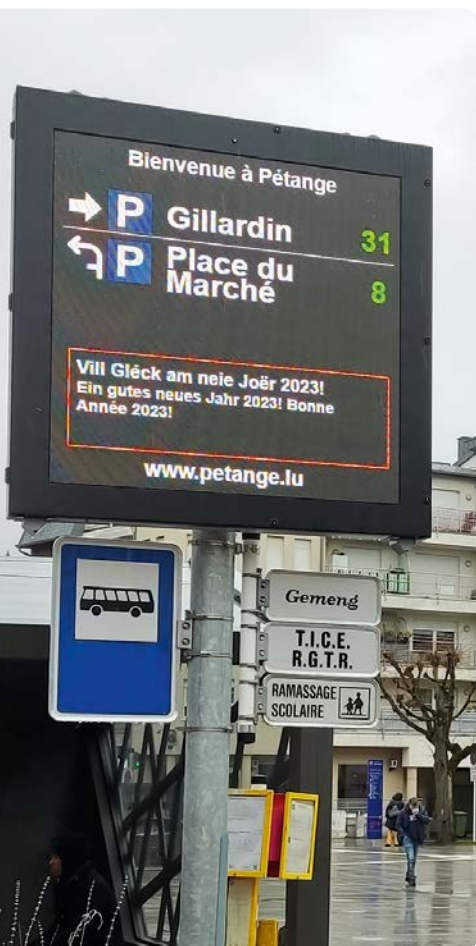 Bienvenue à Pétange
P Gillardin 31
P Place du
Marché 8
Vill Gléck am neie Joër 2023!
Ein gutes neues Jahr 2023! Bonne
Année 2023!
www.petange.lu
Gemeng
T.I.C.E.
R.G.T.R.
RAMASSAGE
SCOLAIRE